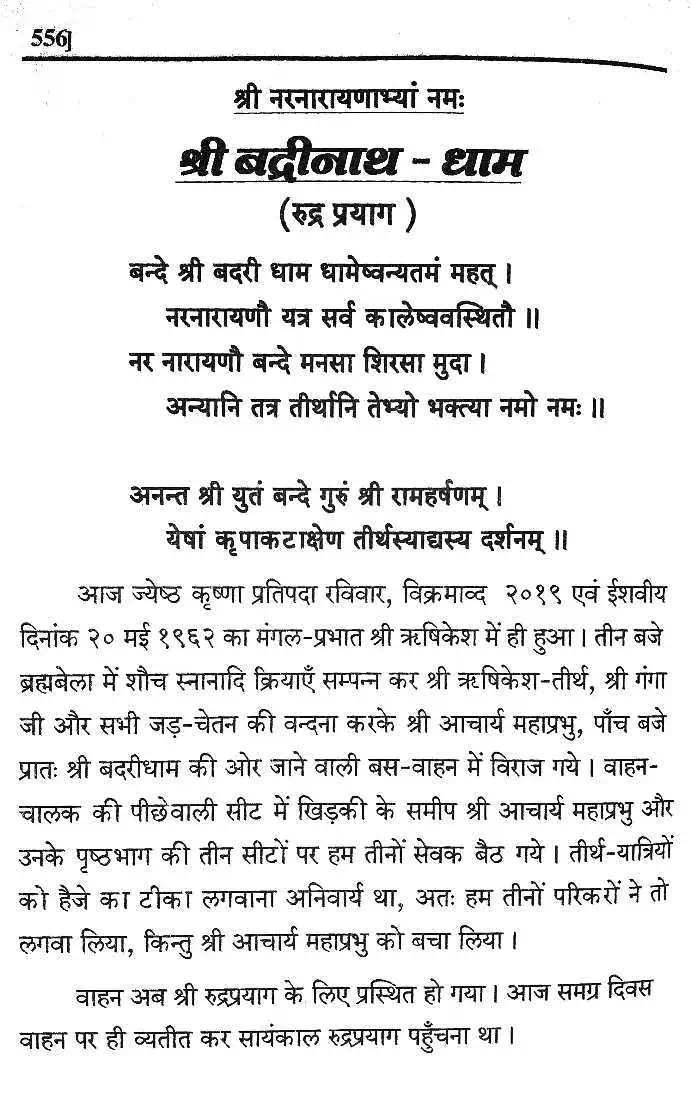 556]
श्री नरनारायणाभ्यां नमः
श्री बद्रीनाथ - धाम
(रुद्र प्रयाग )
बन्दे श्री बदरी धाम धामेष्वन्यतमं महत् ।
नरनारायणौ यत्र सर्व कालेष्ववस्थितौ ॥
नर नारायणौ बन्दे मनसा शिरसा मुदा ।
अन्यानि तत्र तीर्थानि तेभ्यो भक्त्या नमो नमः ॥
अनन्त श्री युतं बन्दे गुरुं श्री रामहर्षणम् ।
येषां कृपाकटाक्षेण तीर्थस्याद्यस्य दर्शनम् ॥
आज ज्येष्ठ कृष्णा प्रतिपदा रविवार, विक्रमाव्द २०१९ एवं ईशवीय
दिनांक २० मई १९६२ का मंगल-प्रभात श्री ऋषिकेश में ही हुआ । तीन बजे
ब्रह्मबेला में शौच स्नानादि क्रियाएँ सम्पन्न कर श्री ऋषिकेश-तीर्थ, श्री गंगा
जी और सभी जड़-चेतन की वन्दना करके श्री आचार्य महाप्रभु, पाँच बजे
प्रातः श्री बदरीधाम की ओर जाने वाली बस-वाहन में विराज गये । वाहन-
चालक की पीछेवाली सीट में खिड़की के समीप श्री आचार्य महाप्रभु और
उनके पृष्ठभाग की तीन सीटों पर हम तीनों सेवक बैठ गये । तीर्थ-यात्रियों
को हैजे का टीका लगवाना अनिवार्य था, अतः हम तीनों परिकरों ने तो
लगवा लिया, किन्तु श्री आचार्य महाप्रभु को बचा लिया ।
वाहन अब श्री रुद्रप्रयाग के लिए प्रस्थित हो गया । आज समग्र दिवस
वाहन पर ही व्यतीत कर सायंकाल रुद्रप्रयाग पहुँचना था ।